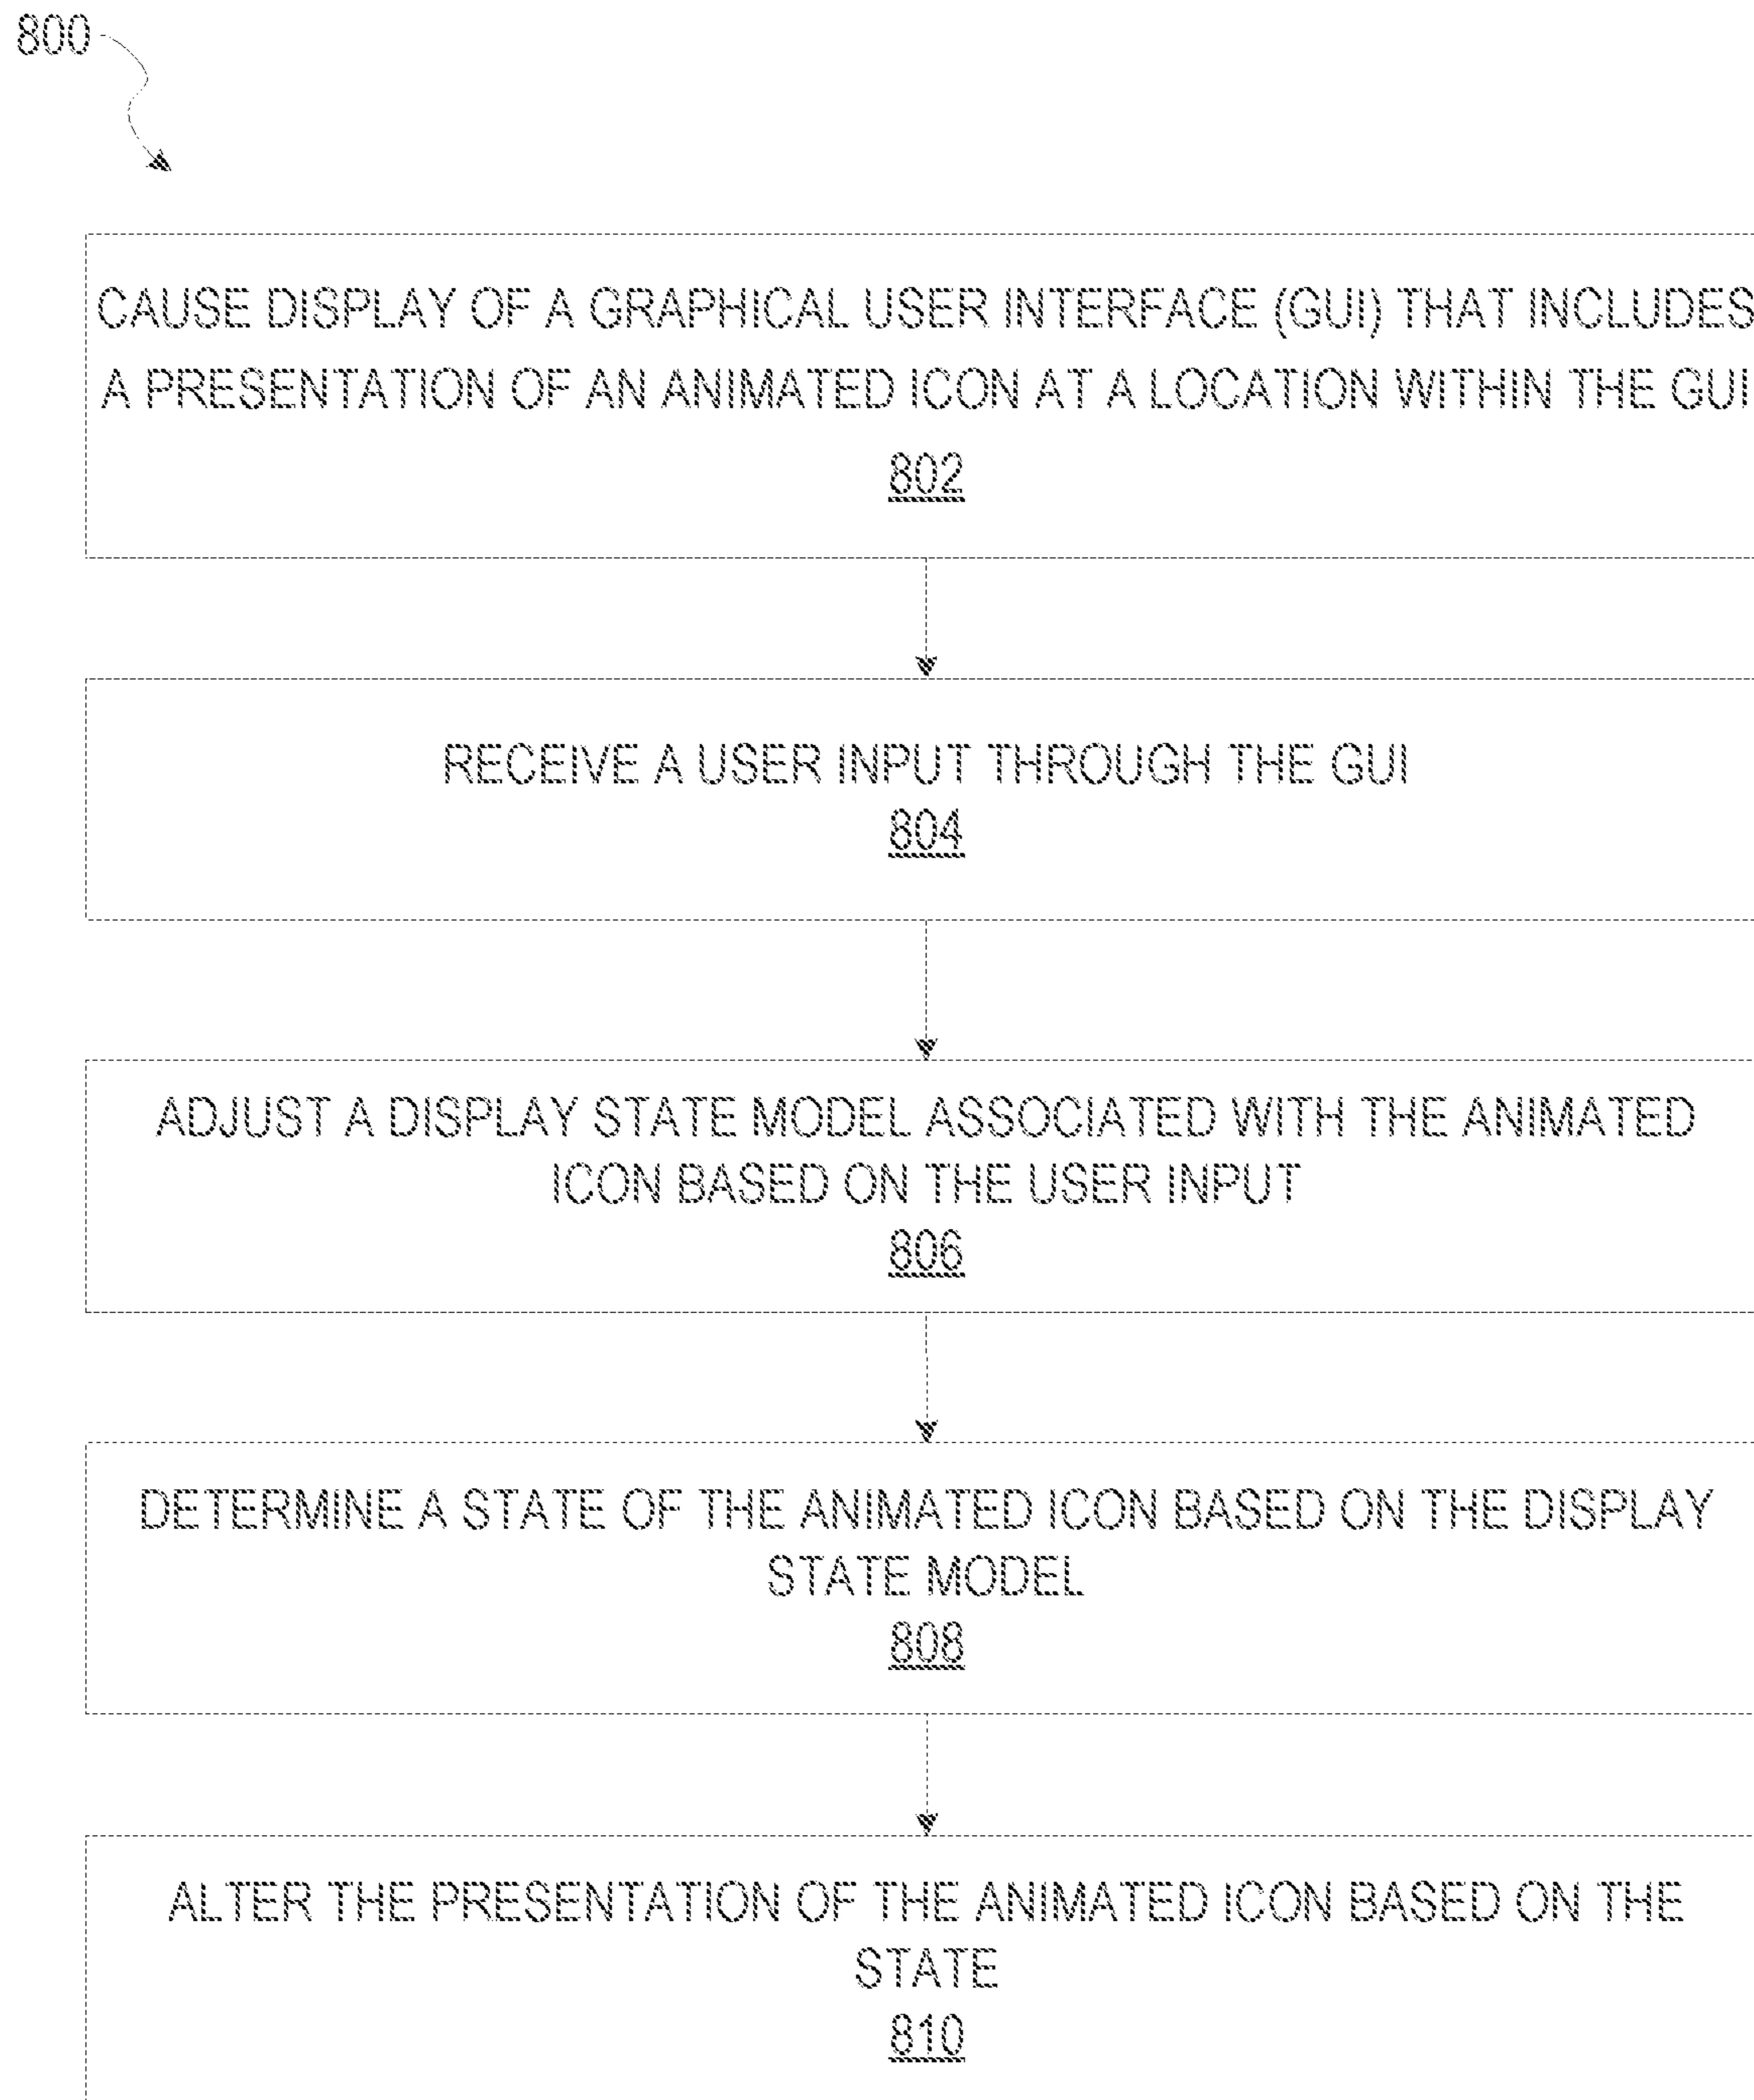 800
CAUSE DISPLAY OF A GRAPHICAL USER INTERFACE (GUI) THAT INCLUDES
A PRESENTATION OF AN ANIMATED ICON AT A LOCATION WITHIN THE GUI
802
RECEIVE A USER INPUT THROUGH THE GUI
804
ADJUST A DISPLAY STATE MODEL ASSOCIATED WITH THE ANIMATED
ICON BASED ON THE USER INPUT
806
DETERMINE A STATE OF THE ANIMATED ICON BASED ON THE DISPLAY
STATE MODEL
808
ALTER THE PRESENTATION OF THE ANIMATED ICON BASED ON THE
STATE
810